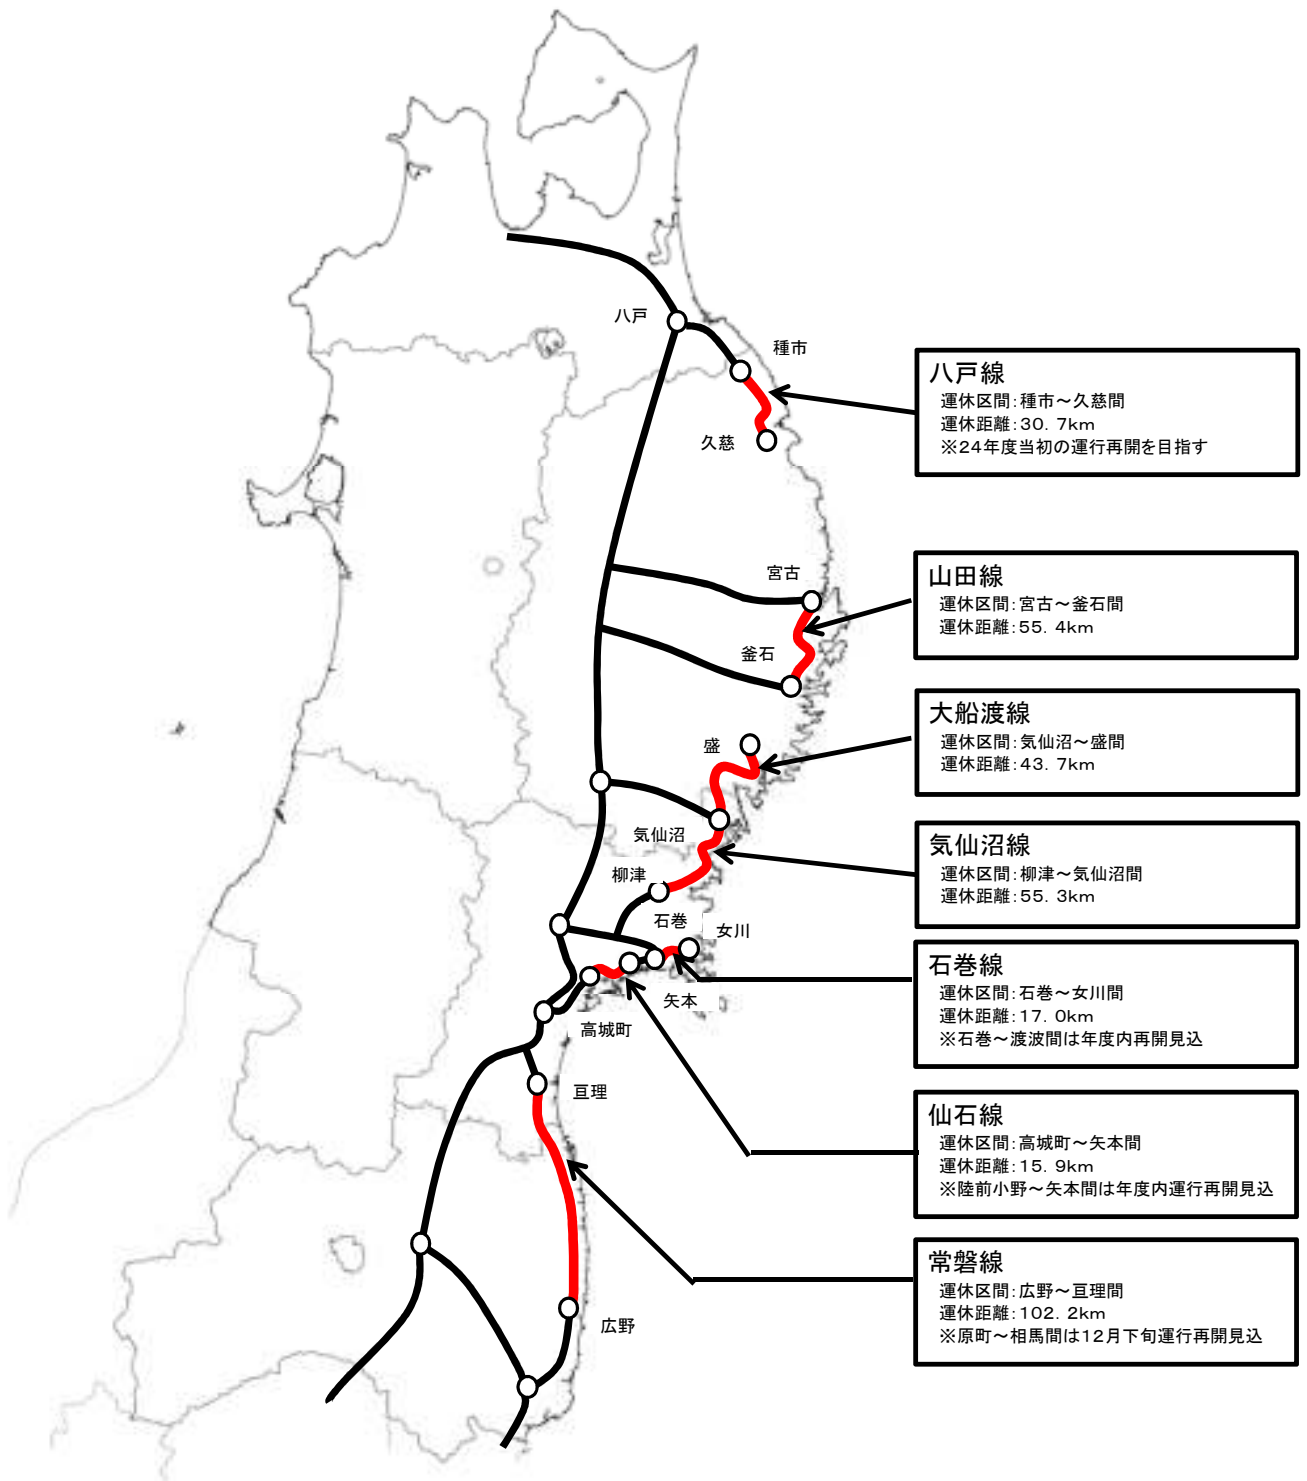 八戸
種市
久慈
宮古
釜石
盛
気仙沼
柳津
石巻
女川
矢本
高城町
亘理
広野
八戸線
運休区間：種市～久慈間
運休距離：30．7km
※24年度当初の運行再開を目指す
山田線
運休区間：宮古～釜石間
運休距離：55．4km
大船渡線
運休区間：気仙沼～盛間
運休距離：43．7km
気仙沼線
運休区間：柳津～気仙沼間
運休距離：55．3km
石巻線
運休区間：石巻～女川間
運休距離：17．0km
※石巻～渡波間は年度内再開見込
仙石線
運休区間：高城町～矢本間
運休距離：15．9km
※陸前小野～矢本間は年度内運行再開見込
常磐線
運休区間：広野～亘理間
運休距離：102．2km
※原町～相馬間は12月下旬運行再開見込